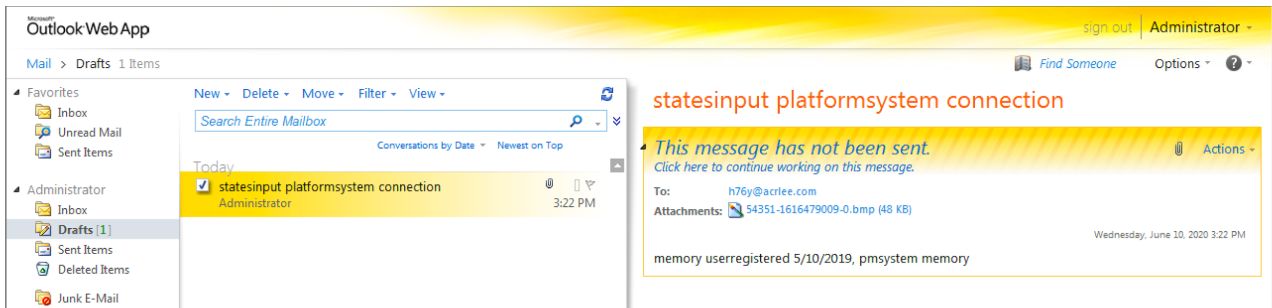 Microsoft®
Outlook Web App
sign out Administrator
Mail > Drafts 1 Items
Find Someone Options
Favorites
Inbox
Unread Mail
Sent Items
Administrator
Inbox
Drafts [1]
Sent Items
Deleted Items
Junk E-Mail
New Delete Move Filter View
Search Entire Mailbox
Conversations by Date Newest on Top
Today
statesinput platformsystem connection
Administrator 3:22 PM
statesinput platformsystem connection
This message has not been sent.
Actions
Click here to continue working on this message.
To: h76y@acrlee.com
Attachments: 54351-1616479009-0.bmp (48 KB)
Wednesday, June 10, 2020 3:22 PM
memory userregistered 5/10/2019, pmsystem memory